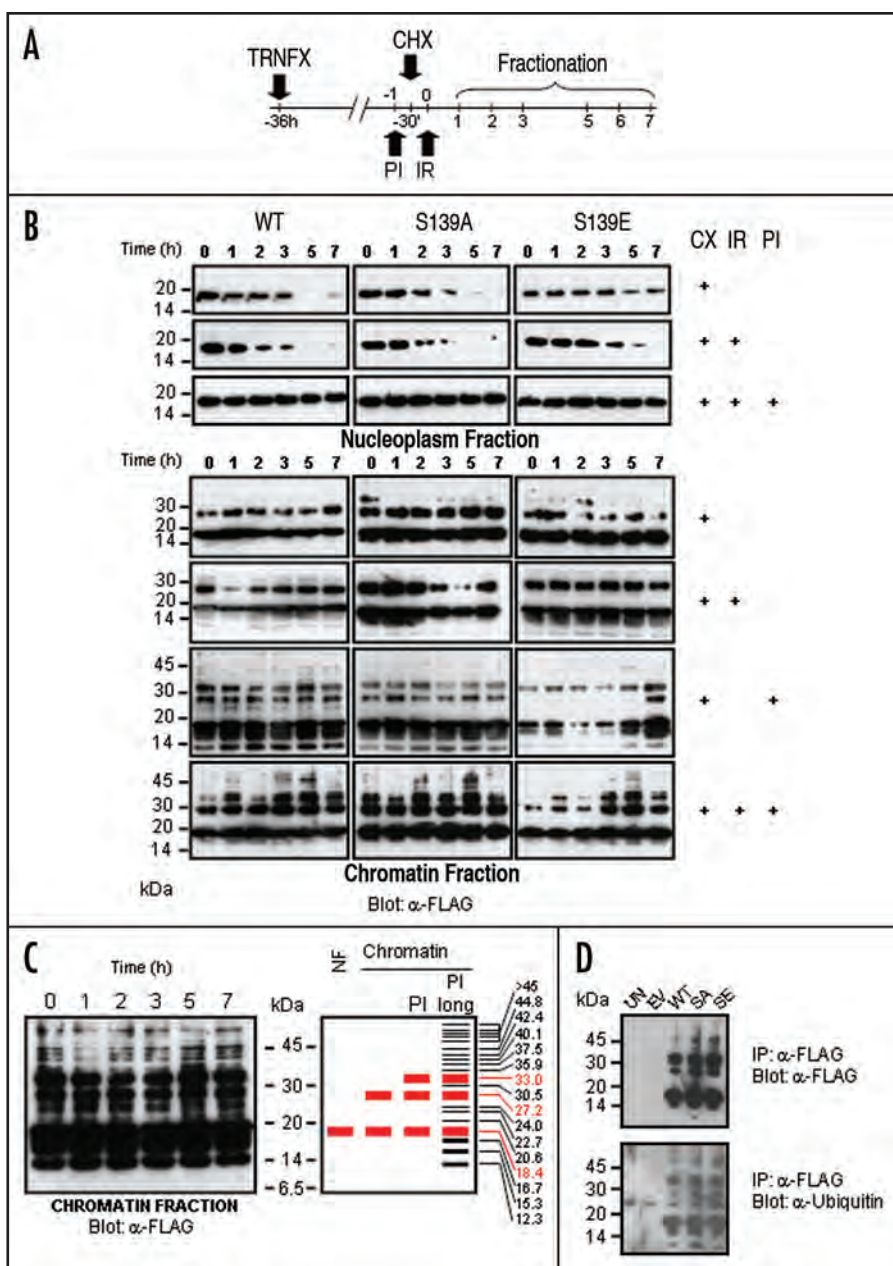 A
CHX
TRNFX
Fractionation
-1 0
-36h -30' 1 2 3 5 6 7
PI IR
B
WT S139A S139E
CX IR PI
Time (h) 0 1 2 3 5 7 0 1 2 3 5 7 0 1 2 3 5 7
20
14
+
20
14
+ +
20
14
+ + +
Nucleoplasm Fraction
Time (h) 0 1 2 3 5 7 0 1 2 3 5 7 0 1 2 3 5 7
30
20
14
+
30
20
14
+ +
45
30
20
14
+ +
45
30
20
14
+ + +
Chromatin Fraction
kDa
Blot: α-FLAG
C
Time (h)
0 1 2 3 5 7
kDa
45
30
20
14
6.5
CHROMATIN FRACTION
Blot: α-FLAG
NF
Chromatin
PI
PI long
>45
44.8
42.4
40.1
37.5
35.9
33.0
30.5
27.2
24.0
22.7
20.6
18.4
16.7
15.3
12.3
D
UN EV WT SA SE
kDa
45
30
20
14
IP: α-FLAG
Blot: α-FLAG
45
30
20
14
IP: α-FLAG
Blot: α-Ubiquitin